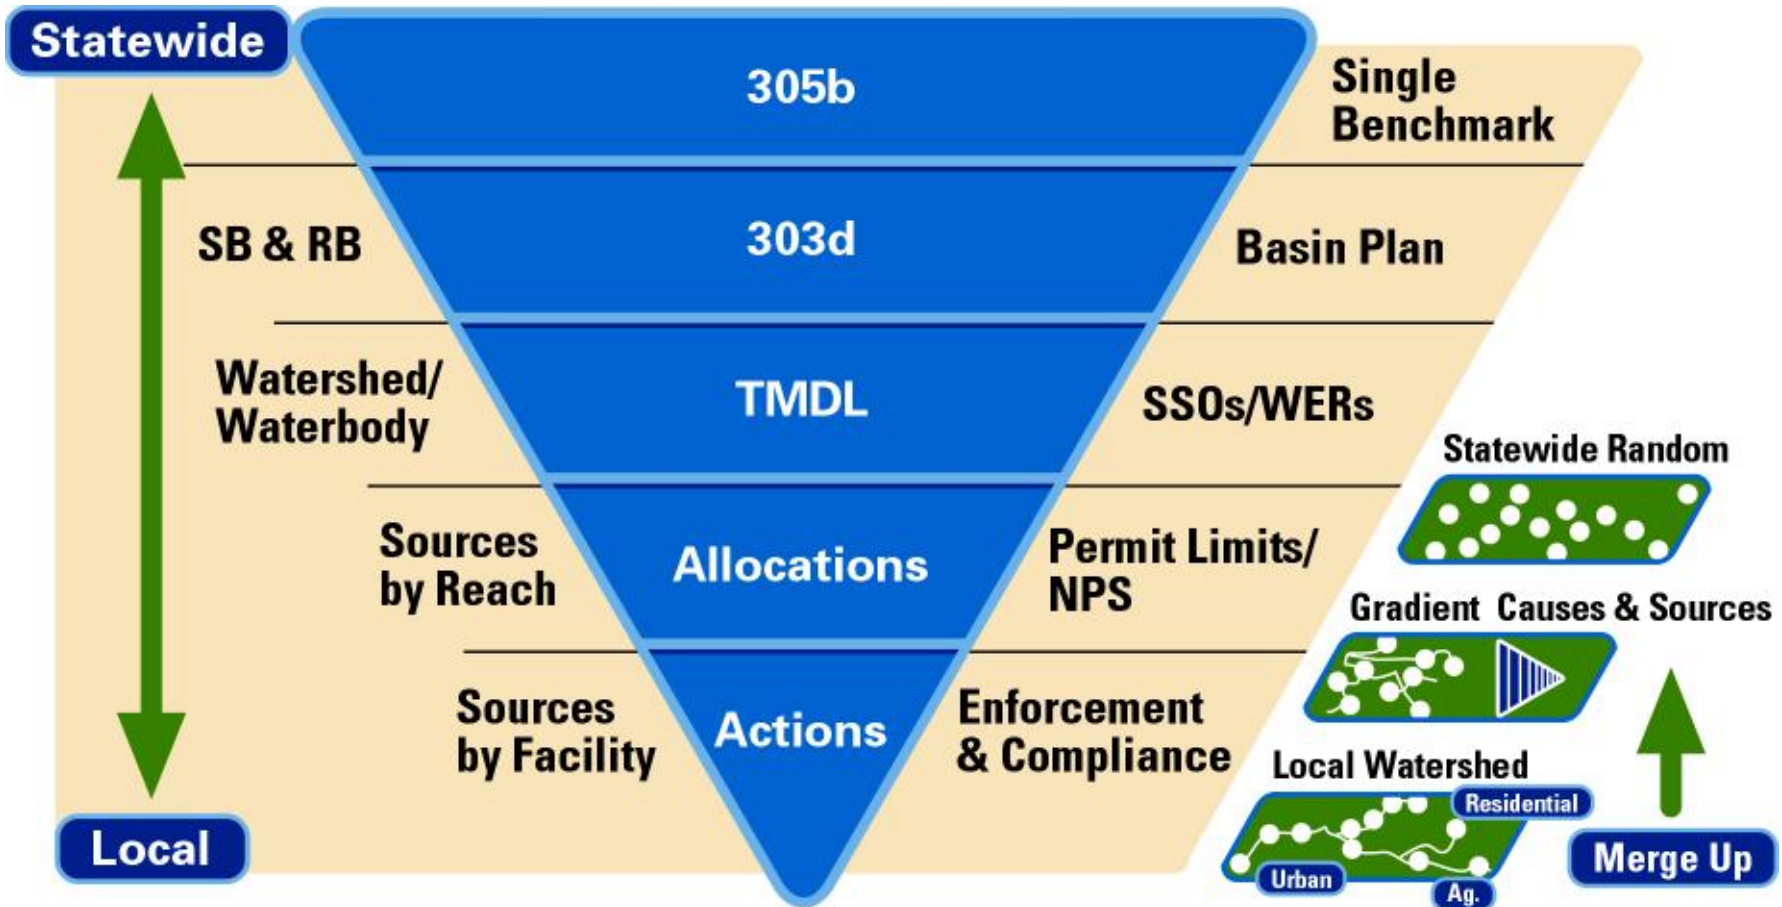 Statewide
305b
Single
Benchmark
SB & RB
303d
Basin Plan
Watershed/
Waterbody
TMDL
SSOs/WERs
Sources
by Reach
Allocations
Permit Limits/
NPS
Sources
by Facility
Actions
Enforcement
& Compliance
Local
Statewide Random
Gradient Causes & Sources
Local Watershed
Residential
Urban
Ag.
Merge Up